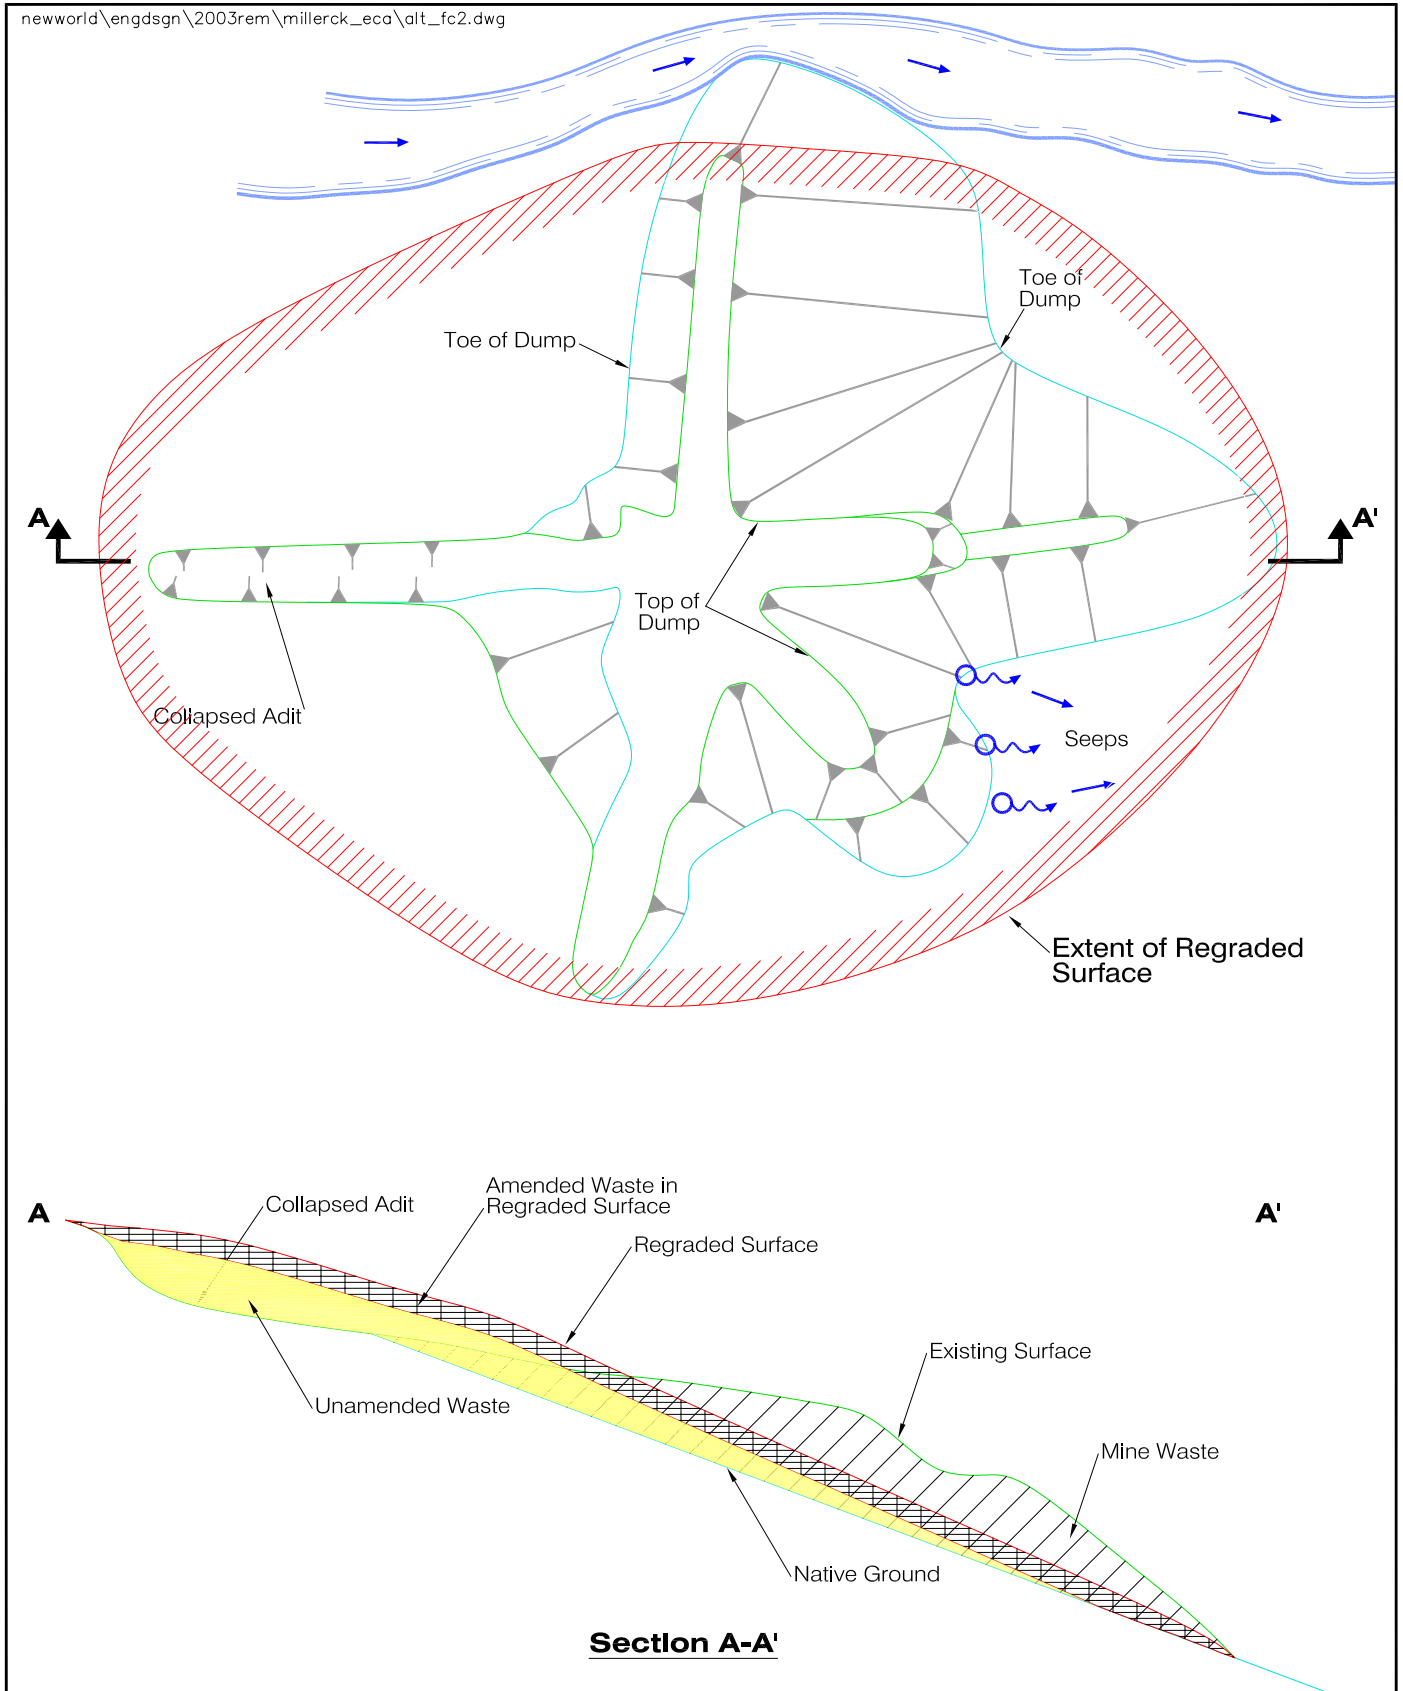 newworld\engdsgn\2003rem\millerck_eca\alt_fc2.dwg
Toe of
Dump
Toe of Dump
A
A'
Top of
Dump
Collapsed Adit
Seeps
Extent of Regraded
Surface
A
A'
Collapsed Adit
Amended Waste in
Regraded Surface
Regraded Surface
Existing Surface
Unamended Waste
Mine Waste
Native Ground
Section A-A'